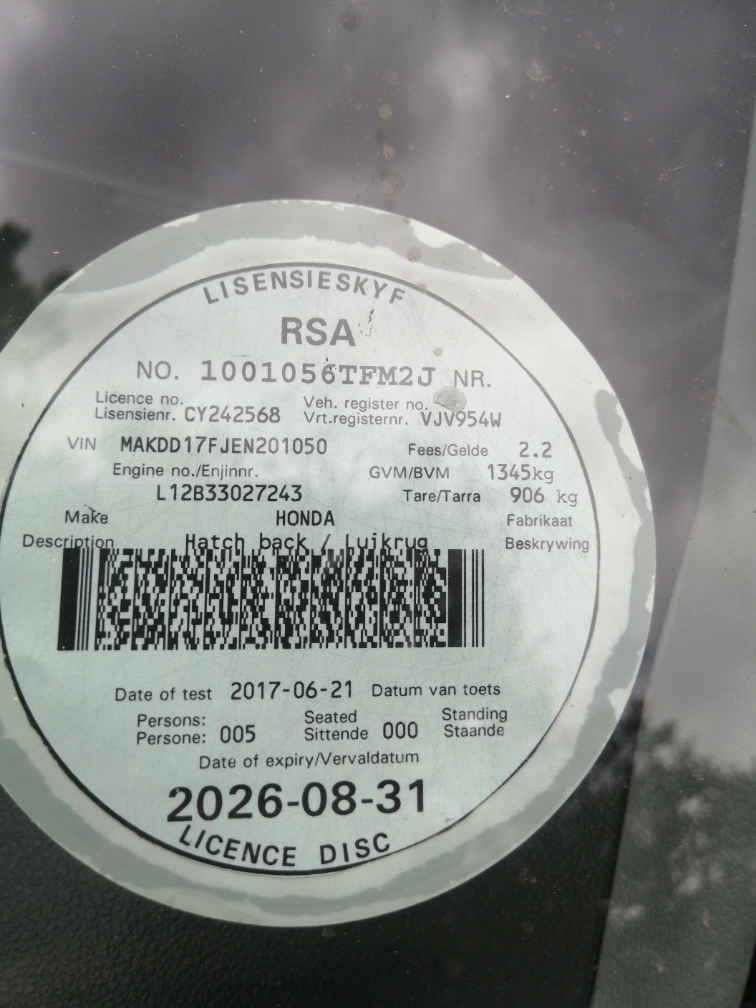 LISENSIESKYF
RSA
NO. 1001056TFM2J NR.
Licence no. Veh. register no.
Lisensienr. CY242568 Vrt.registernr. VJV954W
VIN MAKDD17FJEN201050 Fees/Gelde 2.2
Engine no./Enjinnr. GVM/BVM 1345kg
L12B33027243 Tare/Tarra 906 kg
Make HONDA Fabrikaat
Description Hatch back / Luikrug Beskrywing
Date of test 2017-06-21 Datum van toets
Persons: Seated Standing
Persone: 005 Sittende 000 Staande
Date of expiry/Vervaldatum
2026-08-31
LICENCE DISC